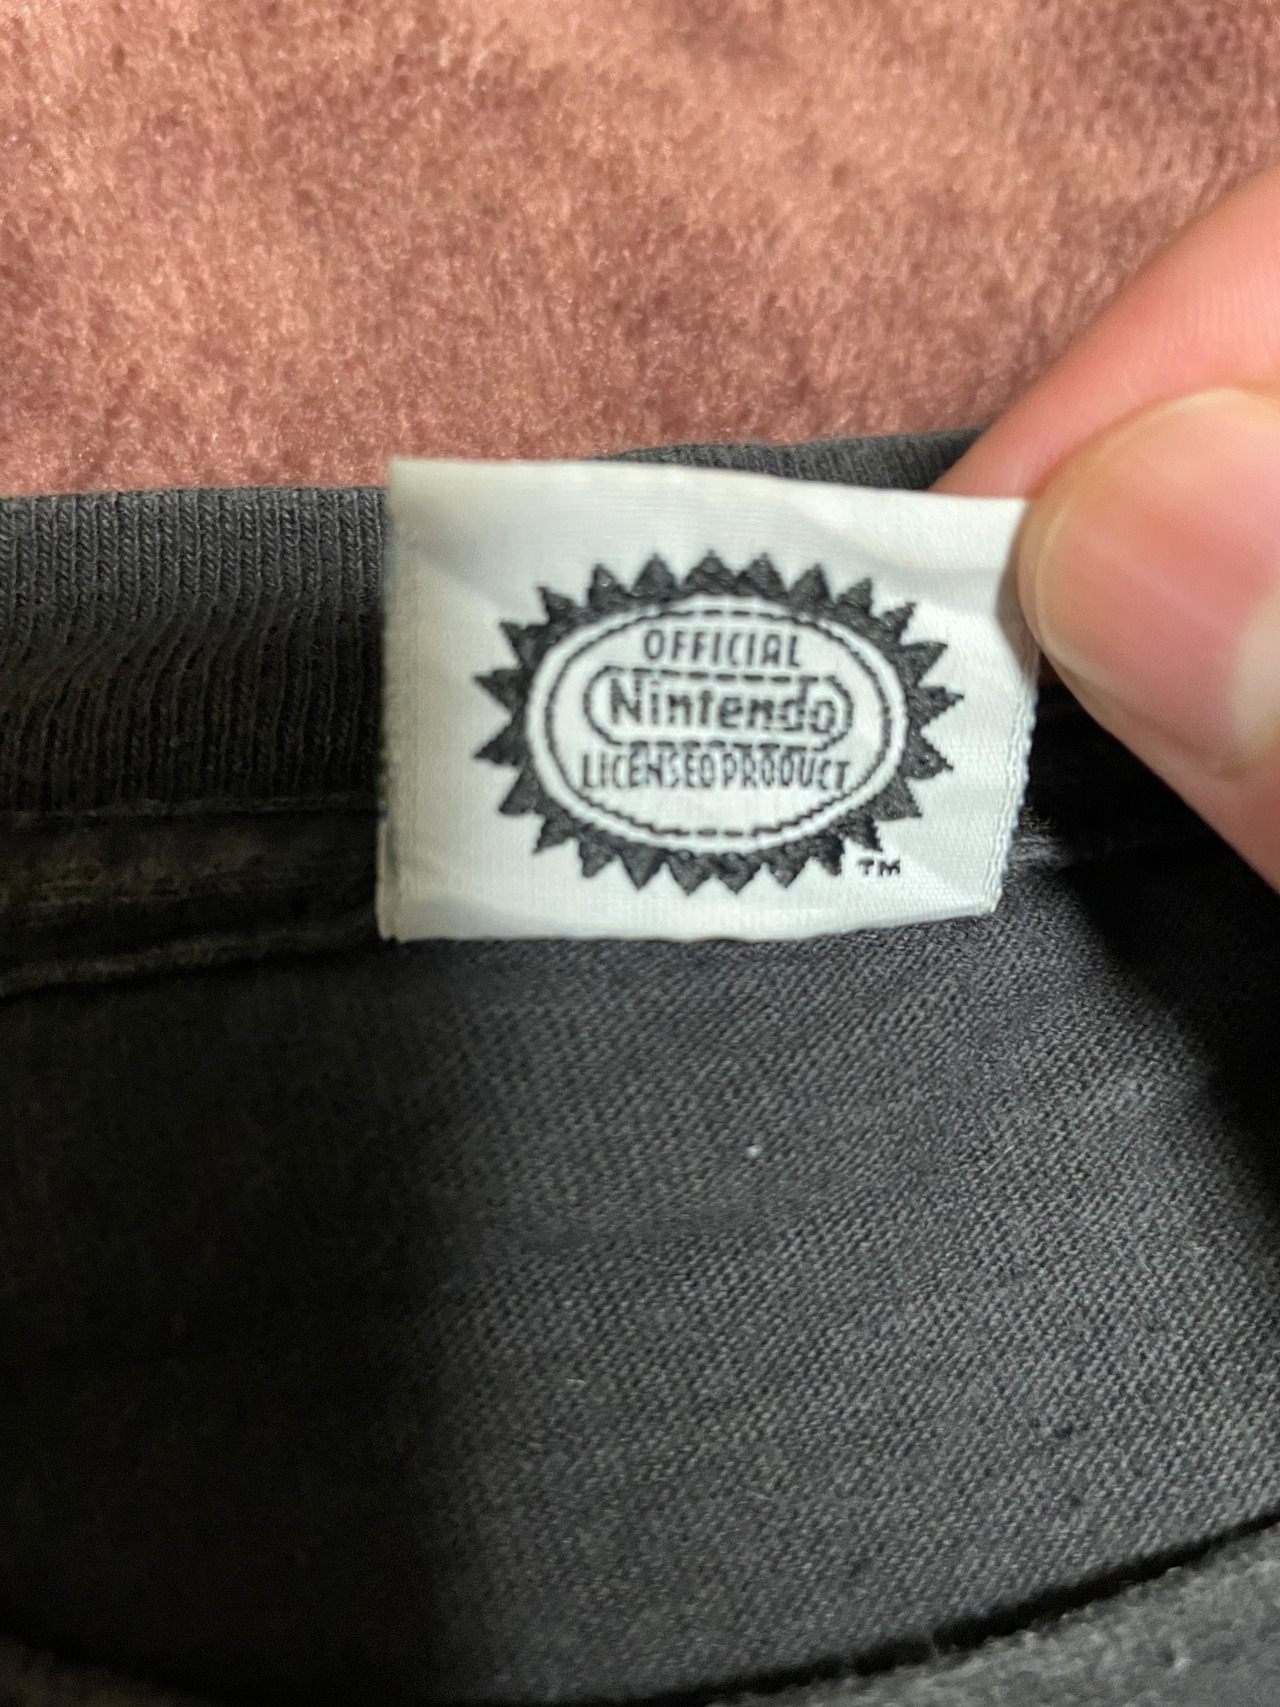 OFFICIAL
Nintendo
LICENSED PRODUCT
TM